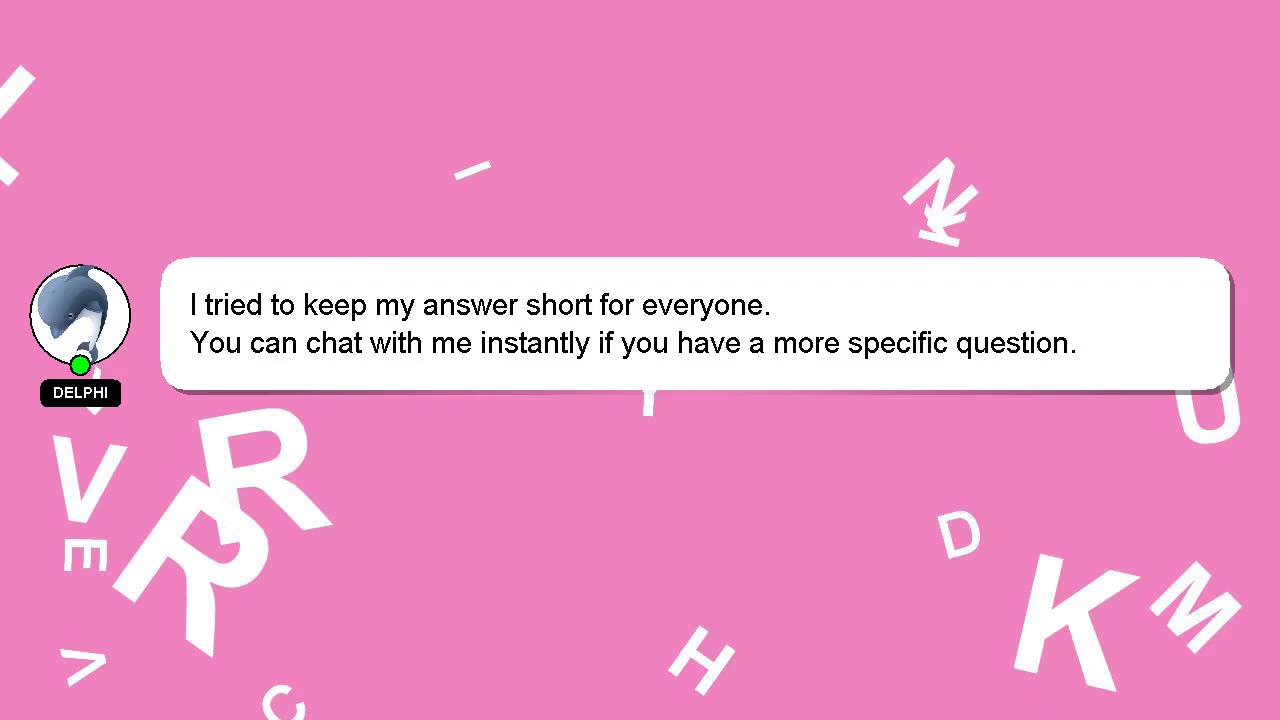 I tried to keep my answer short for everyone.
You can chat with me instantly if you have a more specific question.
DELPHI
N
K
U
V
R
R
E
D
K
M
H
C